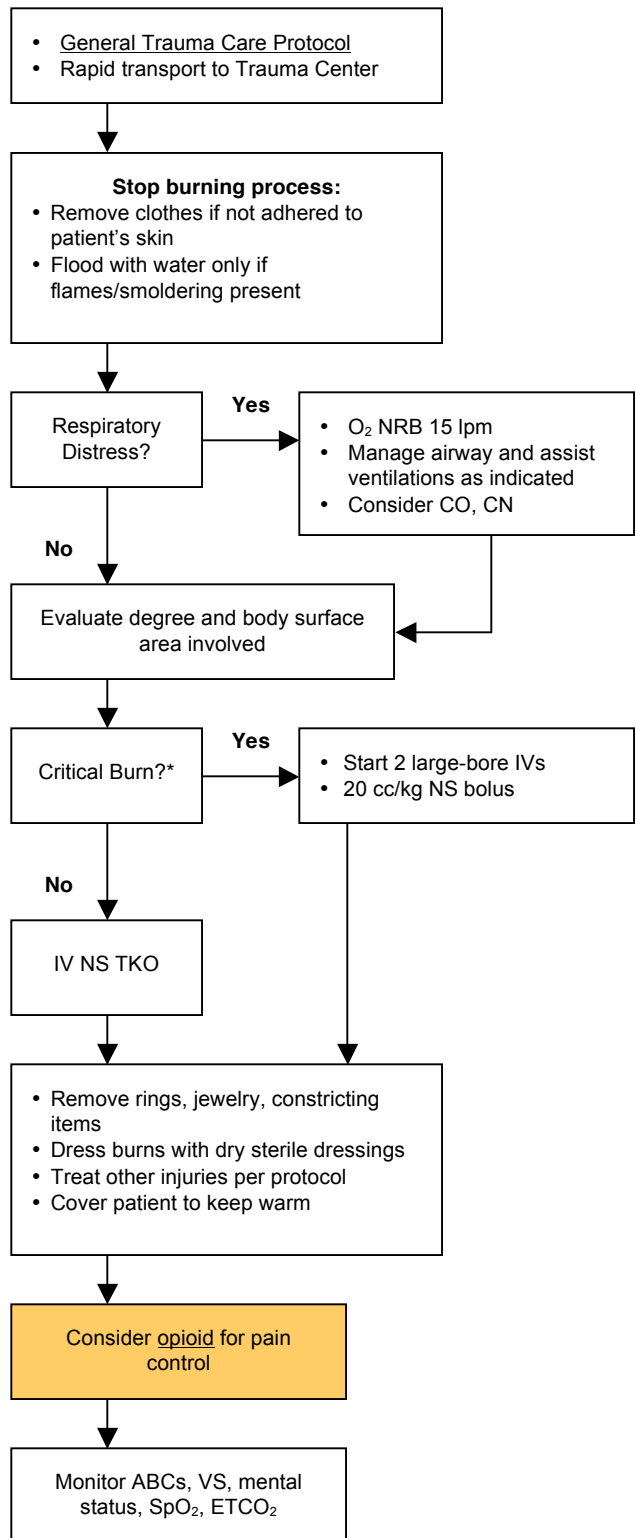 • General Trauma Care Protocol
• Rapid transport to Trauma Center
Stop burning process:
• Remove clothes if not adhered to
patient's skin
• Flood with water only if
flames/smoldering present
Respiratory
Distress?
Yes
• O₂ NRB 15 lpm
• Manage airway and assist
ventilations as indicated
• Consider CO, CN
No
Evaluate degree and body surface
area involved
Critical Burn?*
Yes
• Start 2 large-bore IVs
• 20 cc/kg NS bolus
No
IV NS TKO
• Remove rings, jewelry, constricting
items
• Dress burns with dry sterile dressings
• Treat other injuries per protocol
• Cover patient to keep warm
Consider opioid for pain
control
Monitor ABCs, VS, mental
status, SpO₂, ETCO₂